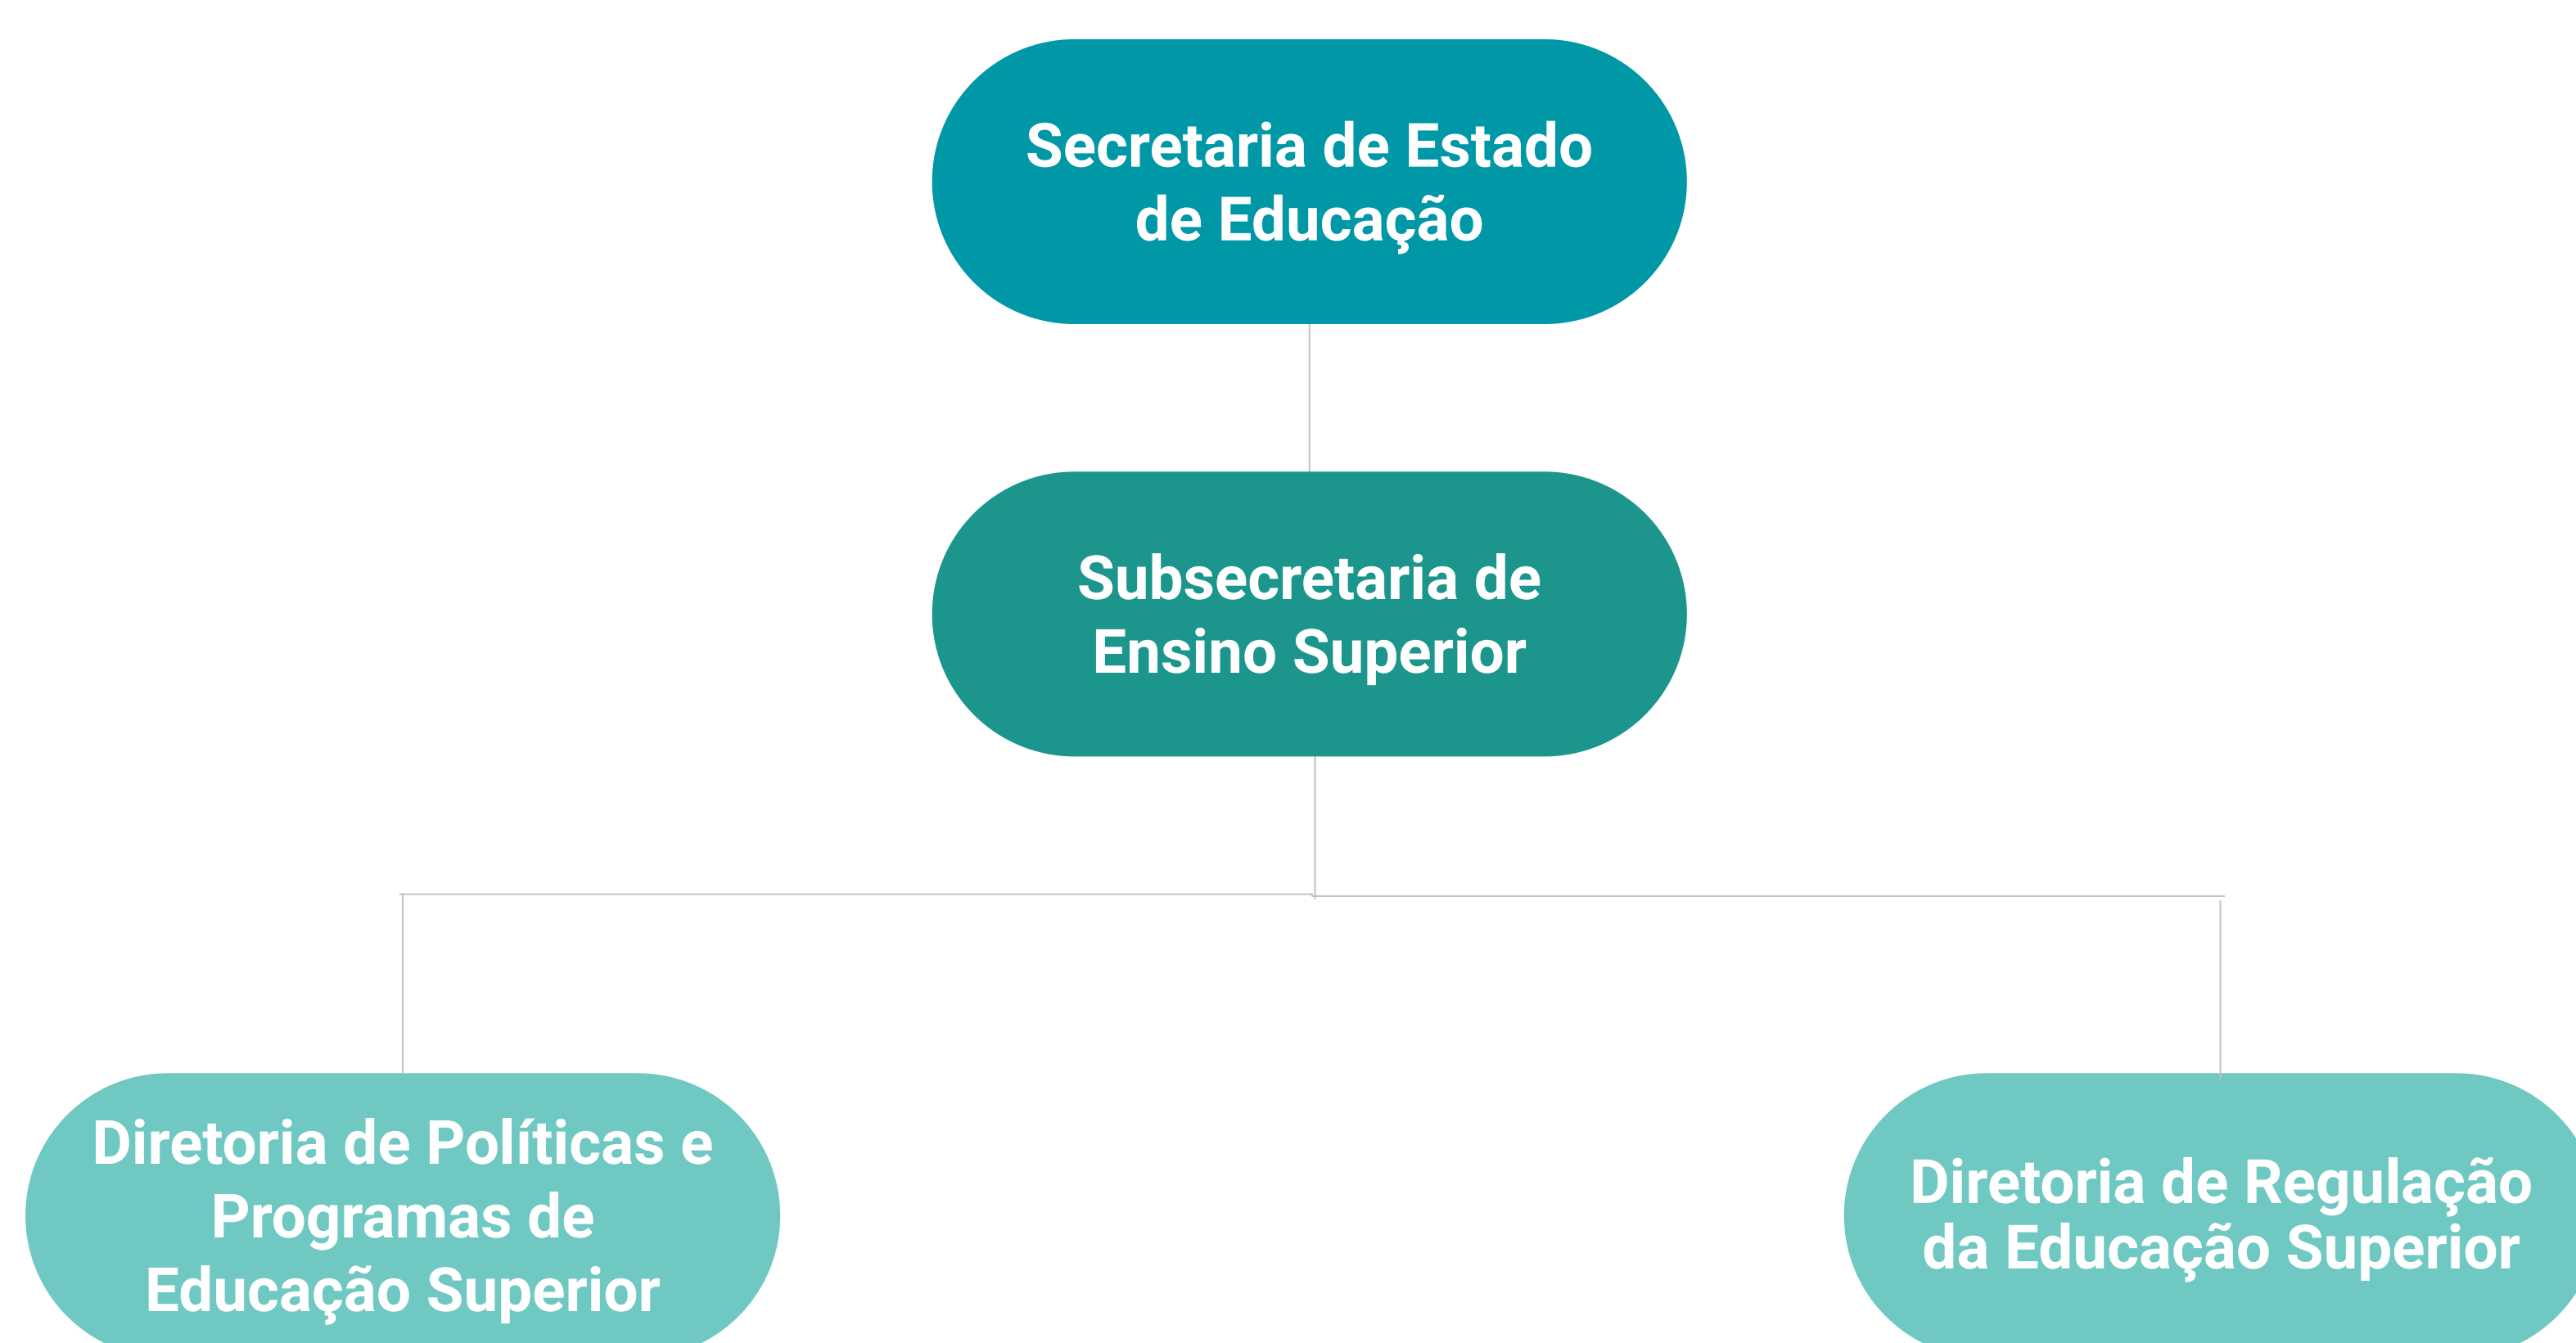 Secretaria de Estado
de Educação
Subsecretaria de
Ensino Superior
Diretoria de Políticas e
Programas de
Educação Superior
Diretoria de Regulação
da Educação Superior